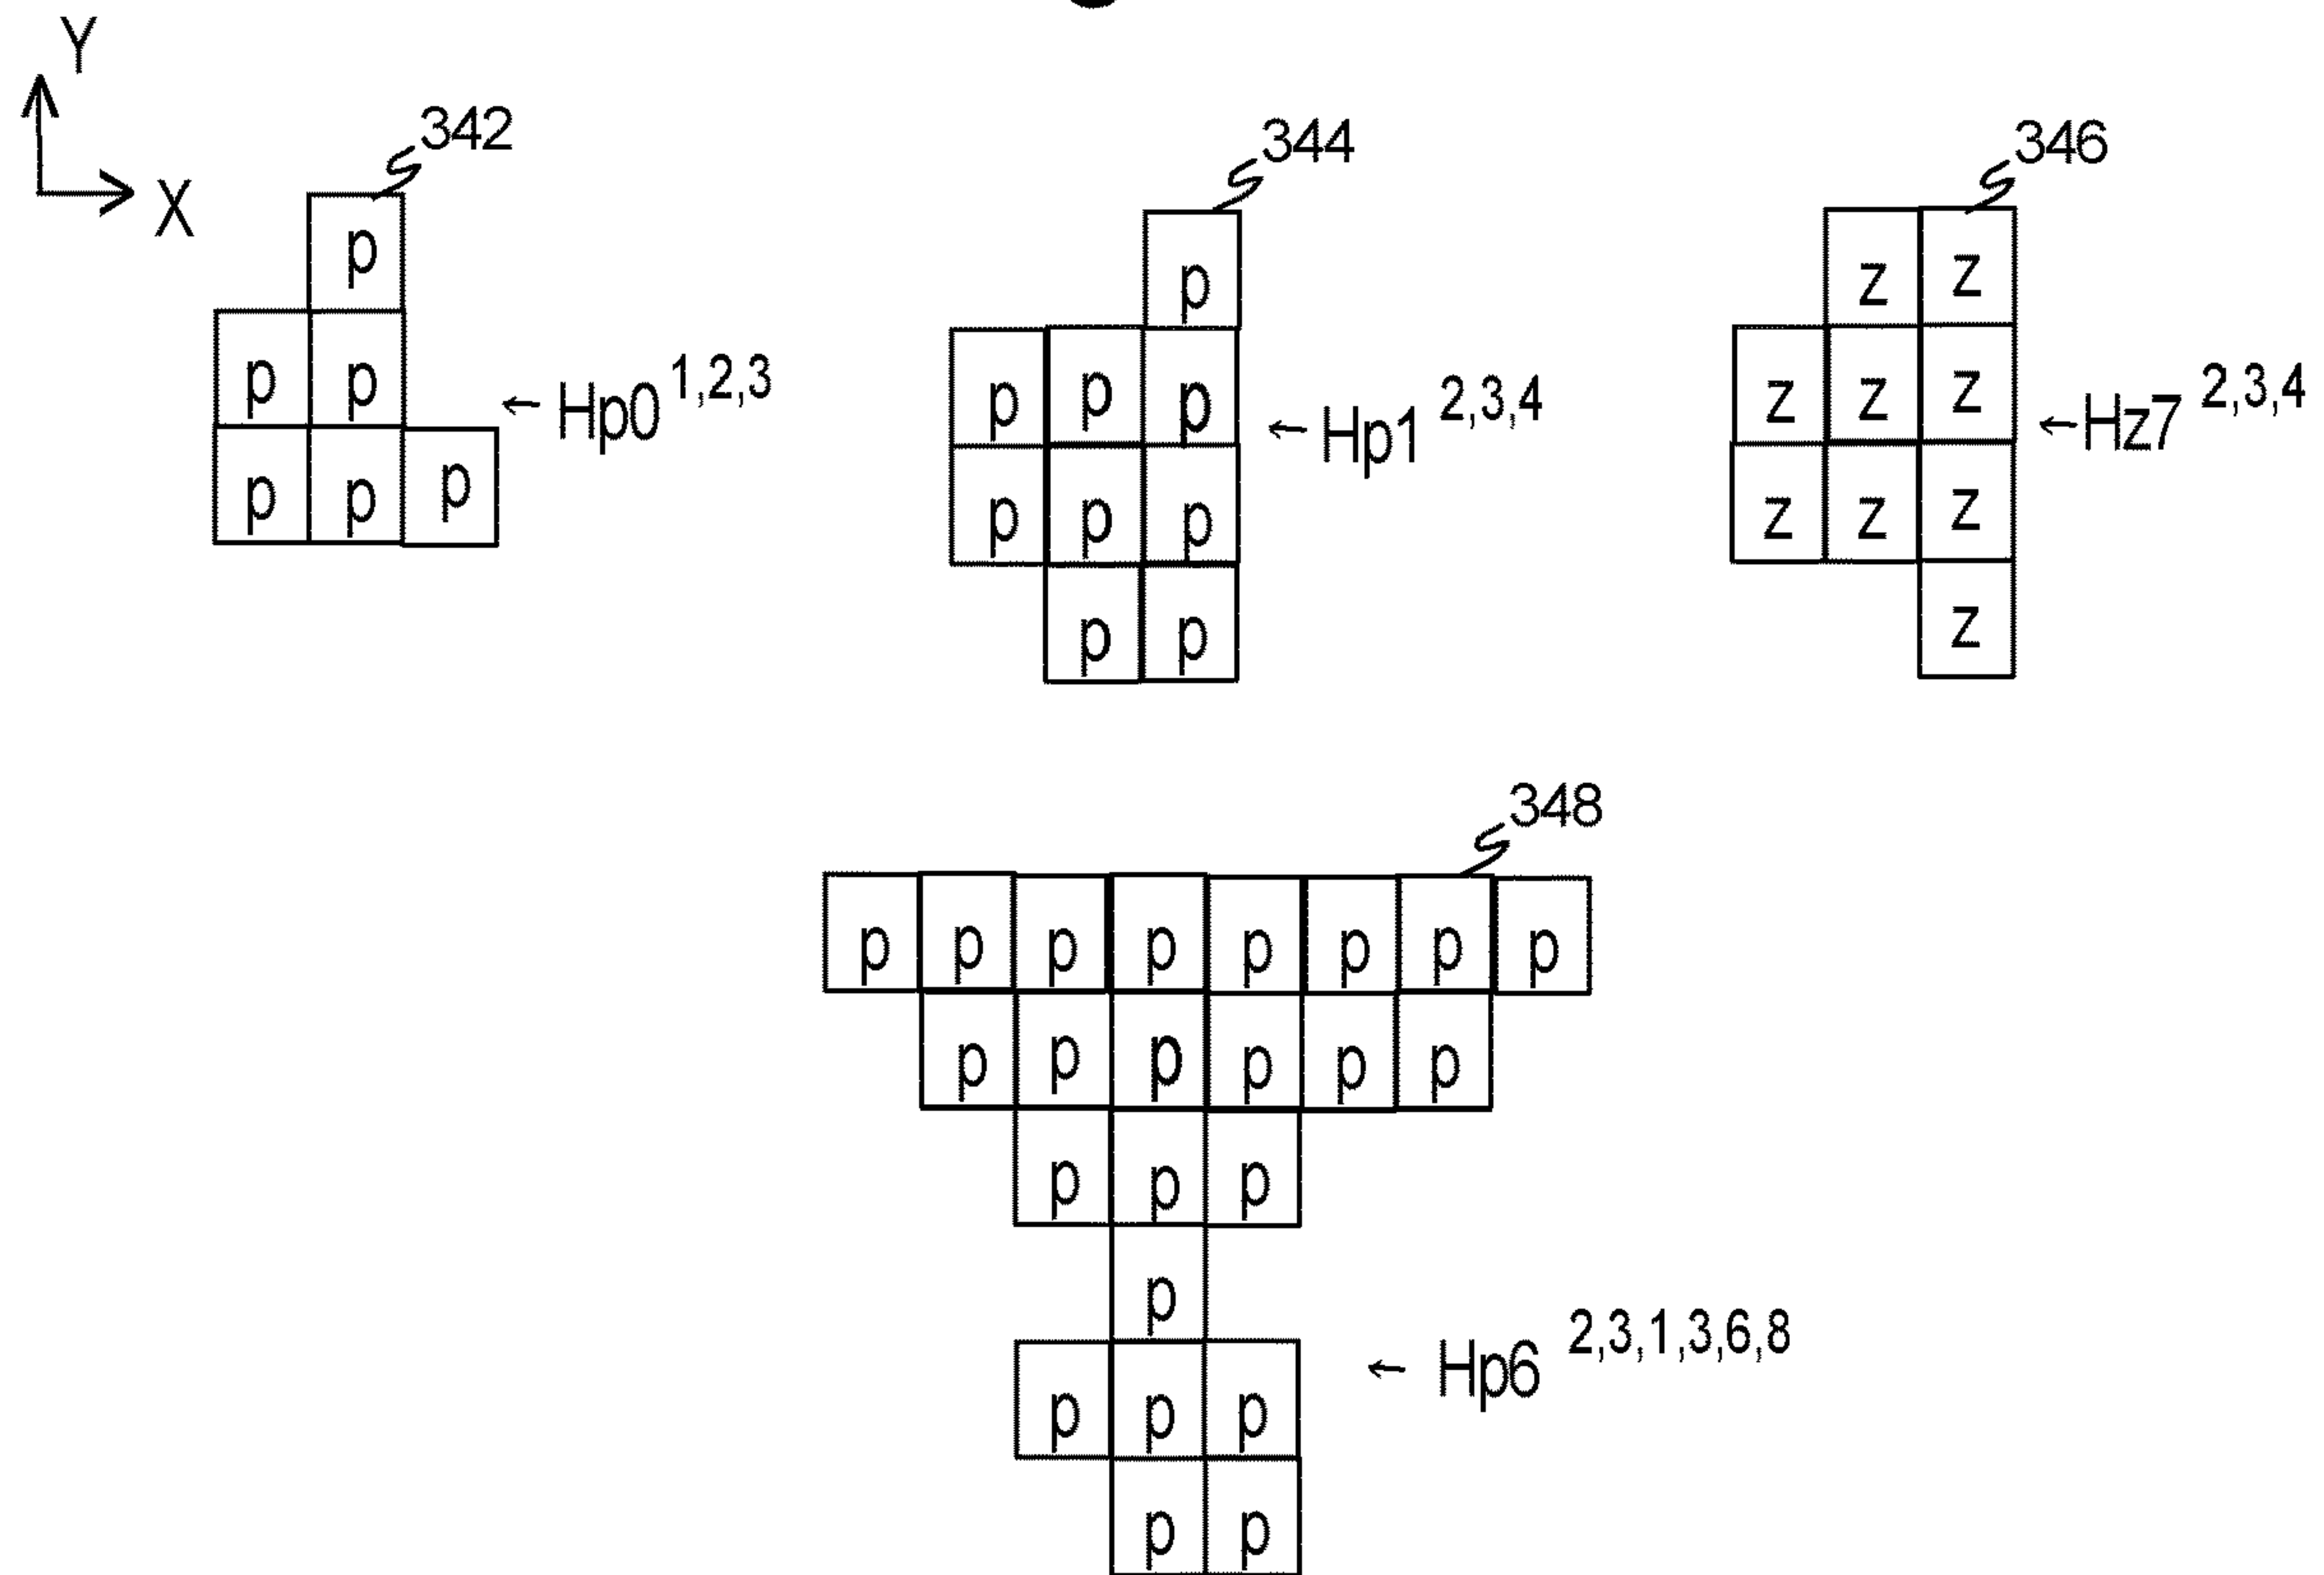 Y
X
342
p
p p
p p p
←Hp0 1,2,3
344
p
p p p
p p p
p p
←Hp1 2,3,4
346
z z
z z z
z z z
z
←Hz7 2,3,4
348
p p p p p p p p
p p p p p p
p p p
p
p p p
p p
← Hp6 2,3,1,3,6,8